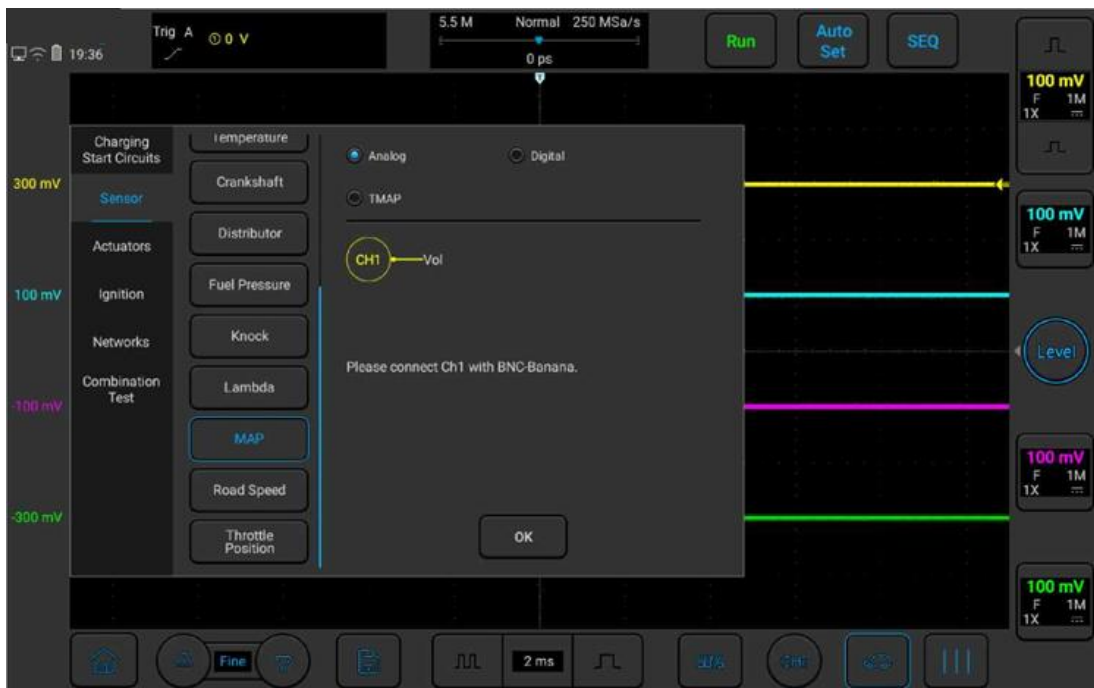 5.5 M Normal 250 MSa/s
Trig A ① 0 V
19:36
0 ps
Run
Auto
Set
SEQ
T
100 mV
F 1M
1X
Charging
Start Circuits
Temperature
Analog
Digital
300 mV
Sensor
Crankshaft
TMAP
100 mV
F 1M
1X
Actuators
Distributor
CH1
Vol
100 mV
Ignition
Fuel Pressure
Networks
Knock
Level
Please connect Ch1 with BNC-Banana.
Combination
Test
Lambda
-100 mV
MAP
100 mV
F 1M
1X
Road Speed
-300 mV
Throttle
Position
OK
100 mV
F 1M
1X
Fine
2 ms
50%